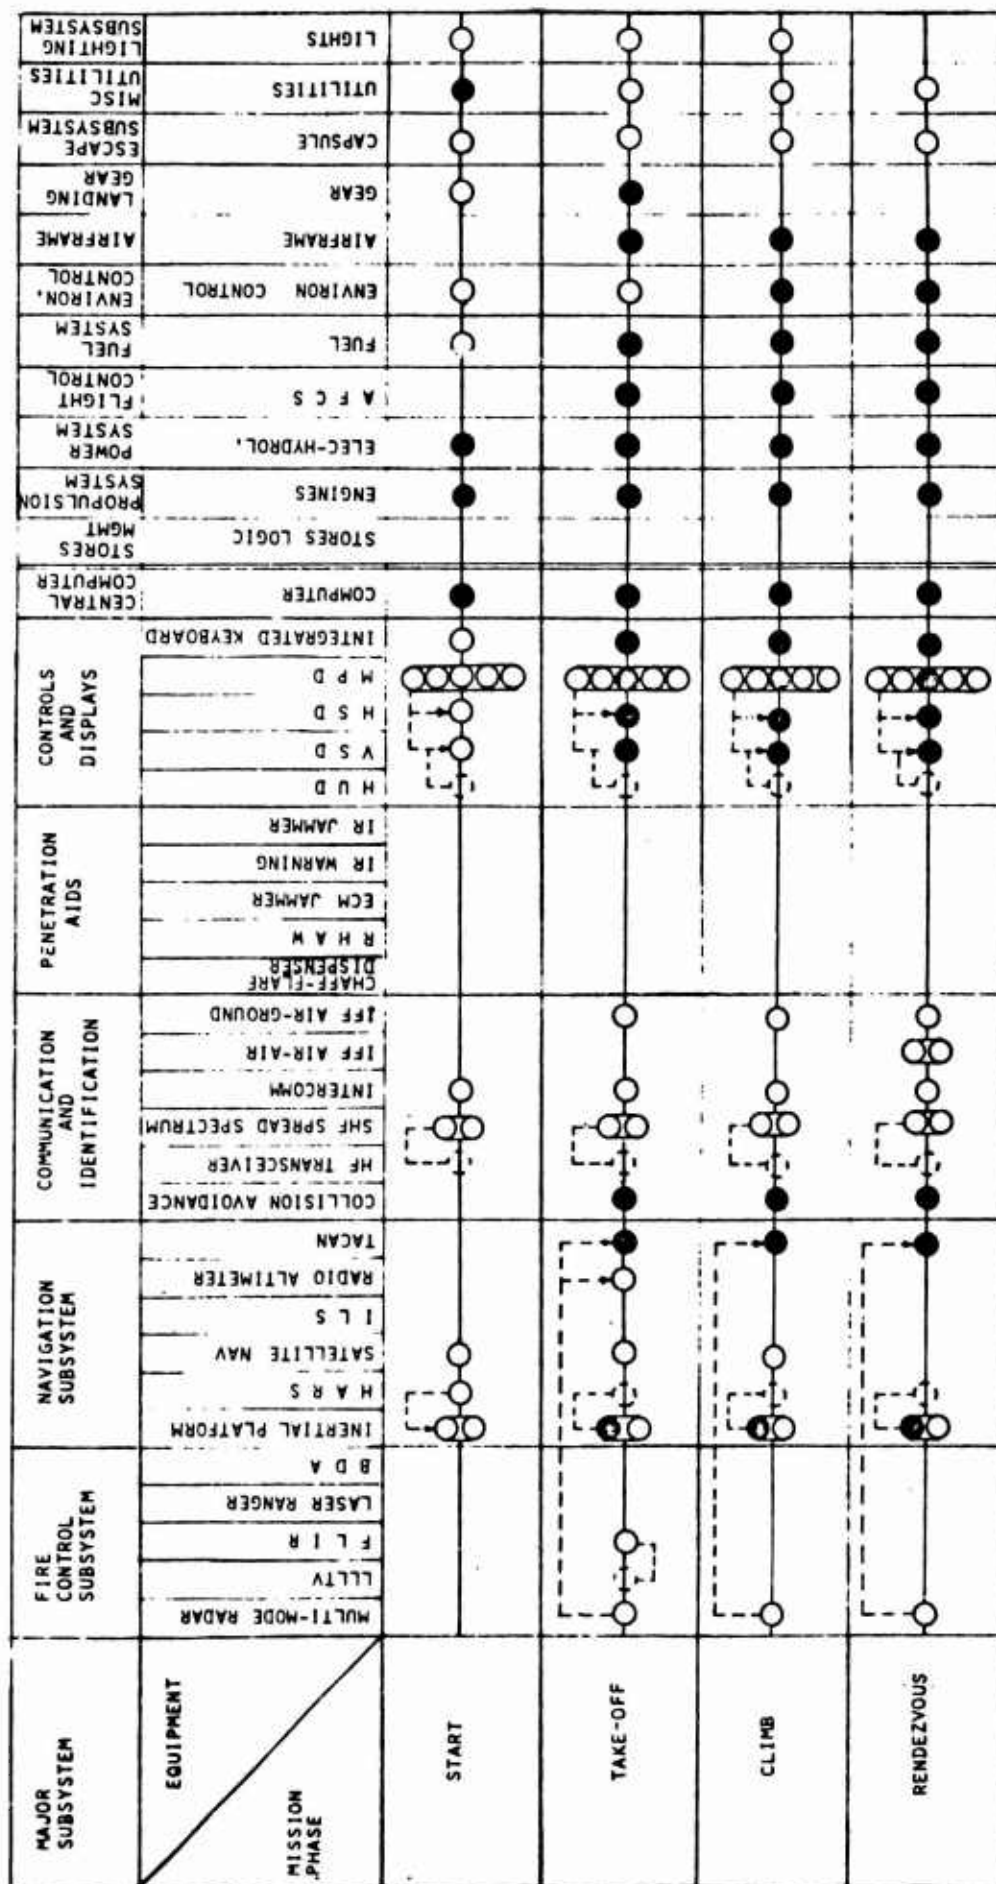 MAJOR
SUBSYSTEM
EQUIPMENT
MISSION
PHASE
FIRE
CONTROL
SUBSYSTEM
MULTI-MODE RADAR
LLLTV
F L I R
LASER RANGER
B D A
NAVIGATION
SUBSYSTEM
INERTIAL PLATFORM
H A R S
SATELLITE NAV
I L S
RADIO ALTIMETER
TACAN
COMMUNICATION
AND
IDENTIFICATION
COLLISION AVOIDANCE
HF TRANSCEIVER
SHF SPREAD SPECTRUM
INTERCOMM
IFF AIR-AIR
IFF AIR-GROUND
PENETRATION
AIDS
CHAFF-FLARE
DISPENSER
R H A W
ECM JAMMER
IR WARNING
IR JAMMER
CONTROLS
AND
DISPLAYS
H U D
V S D
H S D
M P D
INTEGRATED KEYBOARD
CENTRAL
COMPUTER
COMPUTER
STORES
MGMT
STORES LOGIC
PROPULSION
SYSTEM
ENGINES
POWER
SYSTEM
ELEC-HYDROL,
FLIGHT
CONTROL
A F C S
FUEL
SYSTEM
FUEL
ENVIRON,
CONTROL
ENVIRON CONTROL
AIRFRAME
AIRFRAME
LANDING
GEAR
GEAR
ESCAPE
SUBSYSTEM
CAPSULE
MISC
UTILITIES
UTILITIES
LIGHTING
SUBSYSTEM
LIGHTS
START
TAKE-OFF
CLIMB
RENDEZVOUS